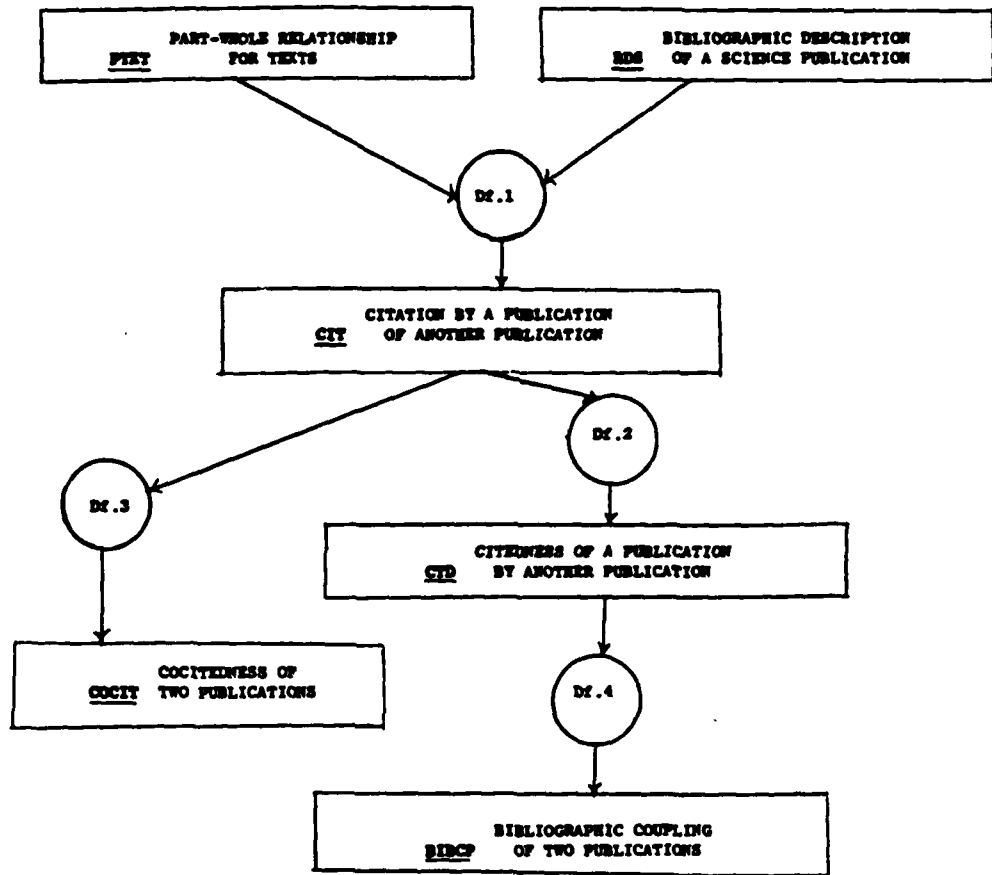 PART-WHOLE RELATIONSHIP
PTXT FOR TEXTS
BIBLIOGRAPHIC DESCRIPTION
BDS OF A SCIENCE PUBLICATION
Df.1
CITATION BY A PUBLICATION
CIT OF ANOTHER PUBLICATION
Df.2
Df.3
CITEDNESS OF A PUBLICATION
CTD BY ANOTHER PUBLICATION
COCITEDNESS OF
COCIT TWO PUBLICATIONS
Df.4
BIBLIOGRAPHIC COUPLING
BIBCP OF TWO PUBLICATIONS